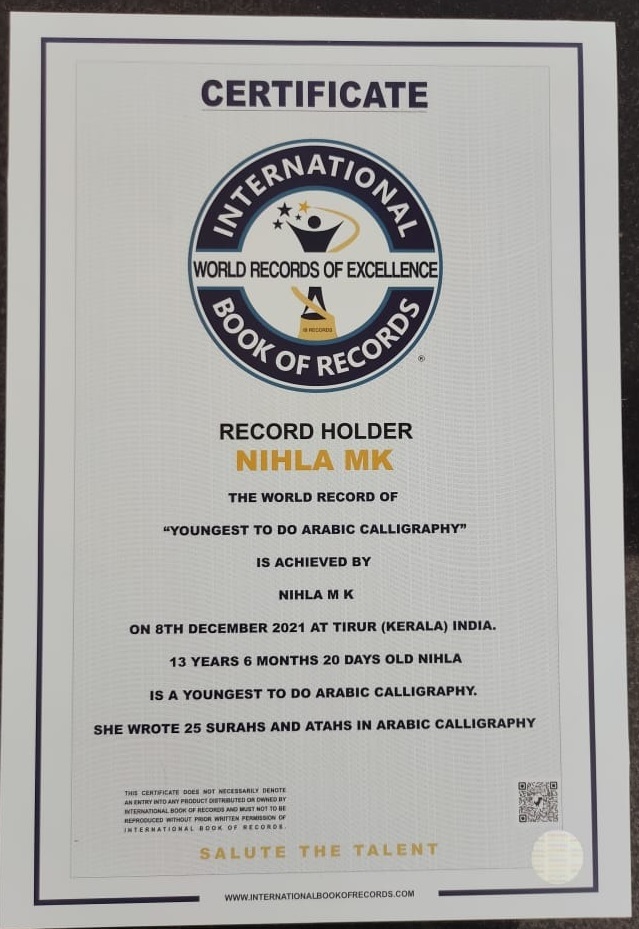 CERTIFICATE
INTERNATIONAL
WORLD RECORDS OF EXCELLENCE
IB RECORDS
BOOK OF RECORDS
®
RECORD HOLDER
NIHLA MK
THE WORLD RECORD OF
“YOUNGEST TO DO ARABIC CALLIGRAPHY”
IS ACHIEVED BY
NIHLA M K
ON 8TH DECEMBER 2021 AT TIRUR (KERALA) INDIA.
13 YEARS 6 MONTHS 20 DAYS OLD NIHLA
IS A YOUNGEST TO DO ARABIC CALLIGRAPHY.
SHE WROTE 25 SURAHS AND ATAHS IN ARABIC CALLIGRAPHY
THIS CERTIFICATE DOES NOT NECESSARILY DENOTE
AN ENTRY INTO ANY PRODUCT DISTRIBUTED OR OWNED BY
INTERNATIONAL BOOK OF RECORDS AND MUST NOT TO BE
REPRODUCED WITHOUT PRIOR WRITTEN PERMISSION OF
INTERNATIONAL BOOK OF RECORDS.
SALUTE THE TALENT
WWW.INTERNATIONALBOOKOFRECORDS.COM